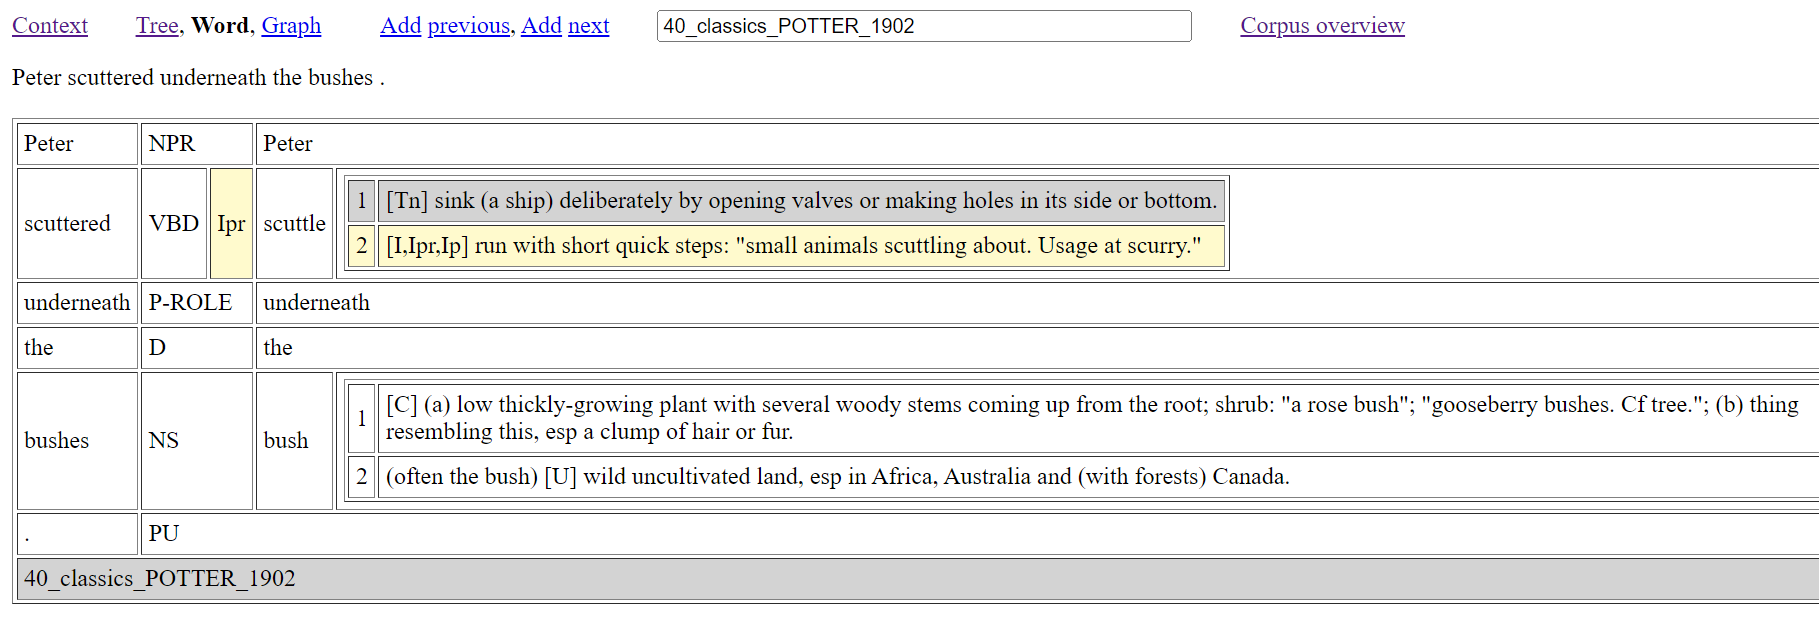 Context Tree, Word, Graph Add previous, Add next 40_classics_POTTER_1902 Corpus overview
Peter scuttered underneath the bushes .
Peter NPR Peter
scuttered VBD Ipr scuttle
1 [Tn] sink (a ship) deliberately by opening valves or making holes in its side or bottom.
2 [I,Ipr,Ip] run with short quick steps: "small animals scuttling about. Usage at scurry."
underneath P-ROLE underneath
the D the
bushes NS bush
1 [C] (a) low thickly-growing plant with several woody stems coming up from the root; shrub: "a rose bush"; "gooseberry bushes. Cf tree."; (b) thing
resembling this, esp a clump of hair or fur.
2 (often the bush) [U] wild uncultivated land, esp in Africa, Australia and (with forests) Canada.
. PU
40_classics_POTTER_1902